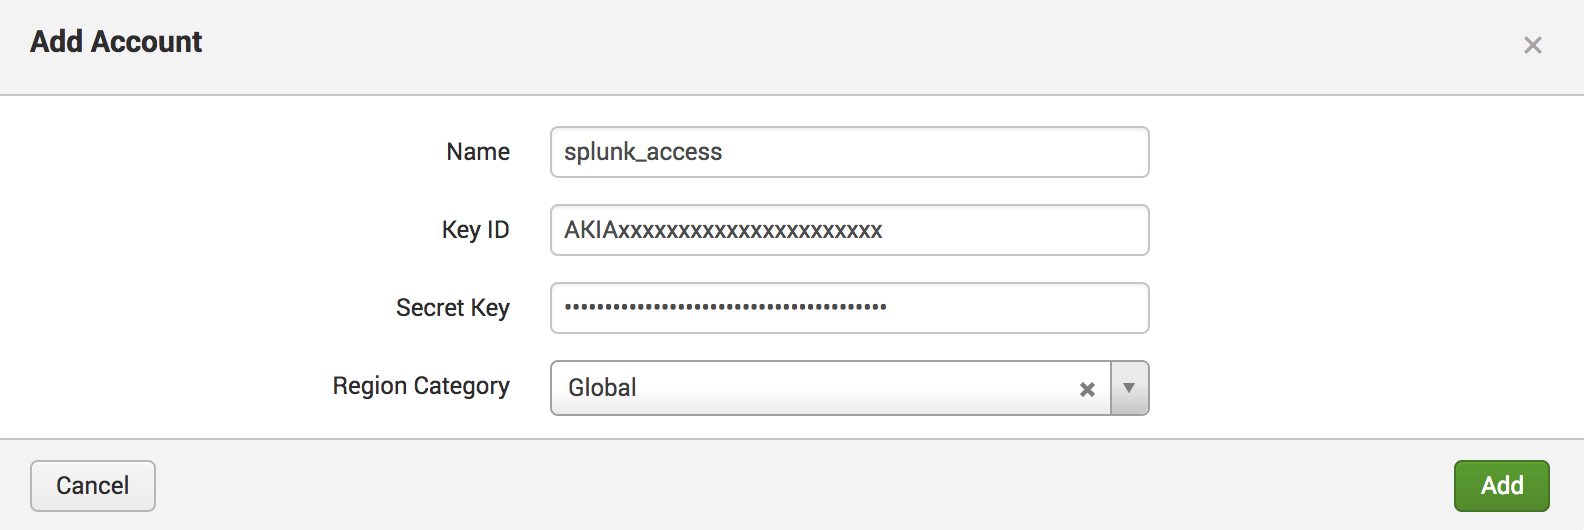 Add Account
×
Name splunk_access
Key ID AKIAxxxxxxxxxxxxxxxxxxxxxx
Secret Key ••••••••••••••••••••••••••••••••••••••••
Region Category Global
Cancel Add